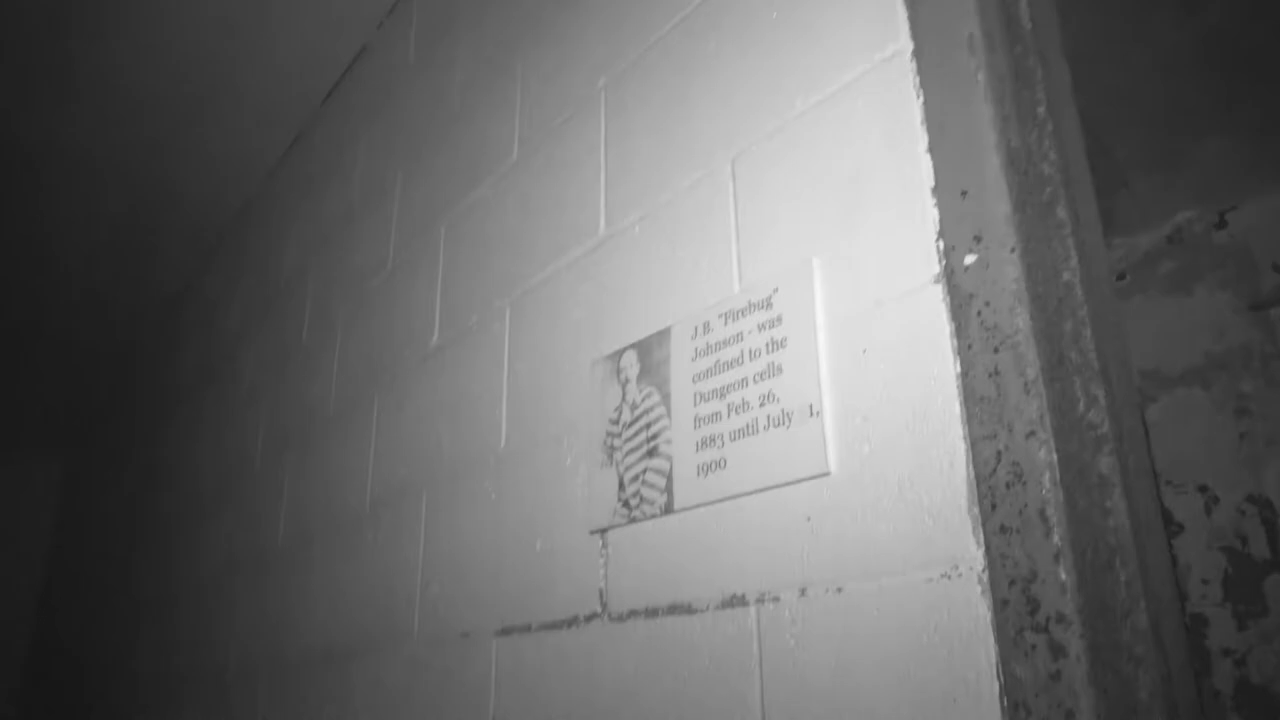 J.B. "Firebug"
Johnson - was
confined to the
Dungeon cells
from Feb. 26,
1883 until July 1,
1900